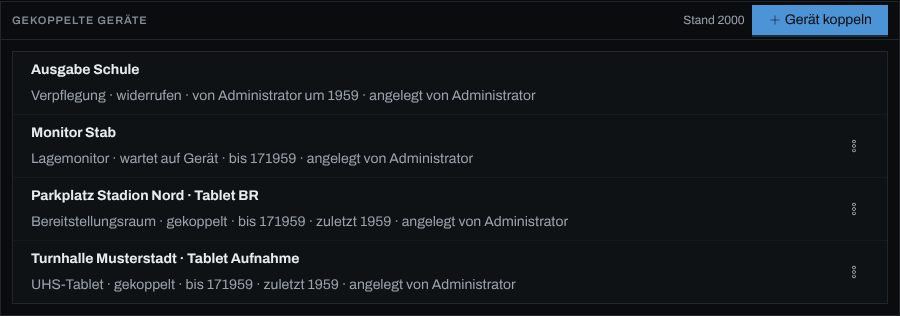 GEKOPPELTE GERÄTE
Stand 2000
+ Gerät koppeln
Ausgabe Schule
Verpflegung · widerrufen · von Administrator um 1959 · angelegt von Administrator
Monitor Stab
Lagemonitor · wartet auf Gerät · bis 171959 · angelegt von Administrator
Parkplatz Stadion Nord · Tablet BR
Bereitstellungsraum · gekoppelt · bis 171959 · zuletzt 1959 · angelegt von Administrator
Turnhalle Musterstadt · Tablet Aufnahme
UHS-Tablet · gekoppelt · bis 171959 · zuletzt 1959 · angelegt von Administrator